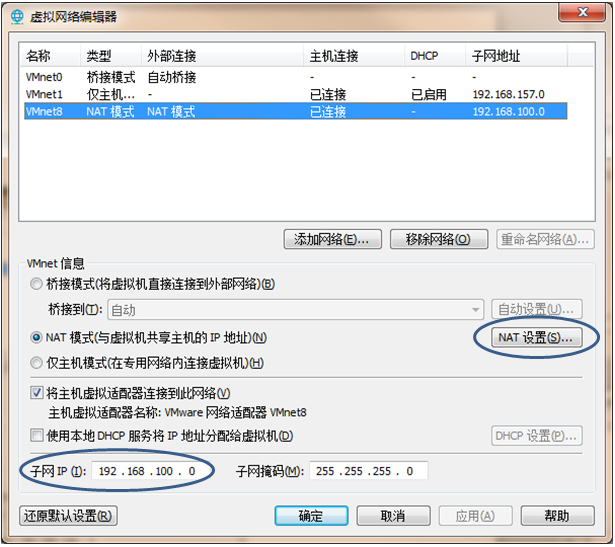 虚拟网络编辑器
名称 类型 外部连接 主机连接 DHCP 子网地址
VMnet0 桥接模式 自动桥接 - - -
VMnet1 仅主机... - 已连接 已启用 192.168.157.0
VMnet8 NAT 模式 NAT 模式 已连接 - 192.168.100.0
添加网络(E)... 移除网络(O) 重命名网络(A)...
VMnet 信息
桥接模式(将虚拟机直接连接到外部网络)(B)
桥接到(T): 自动 自动设置(U)...
NAT 模式(与虚拟机共享主机的 IP 地址)(N) NAT 设置(S)...
仅主机模式(在专用网络内连接虚拟机)(H)
将主机虚拟适配器连接到此网络(V)
主机虚拟适配器名称: VMware 网络适配器 VMnet8
使用本地 DHCP 服务将 IP 地址分配给虚拟机(D) DHCP 设置(P)...
子网 IP (I): 192 .168 .100 . 0 子网掩码(M): 255 .255 .255 . 0
还原默认设置(R) 确定 取消 应用(A) 帮助